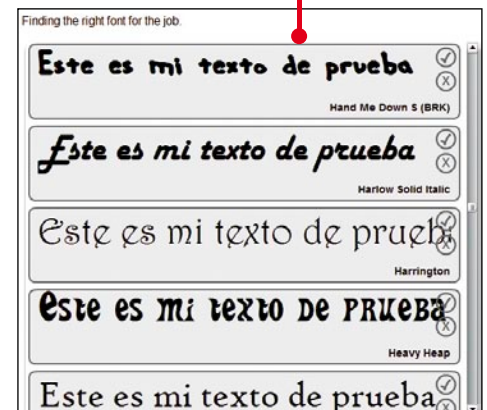 Finding the right font for the job.
Este es mi texto de prueba
Hand Me Down S (BRK)
Este es mi texto de prueba
Harlow Solid Italic
Este es mi texto de prueba
Harrington
Este es mi texto de prueba
Heavy Heap
Este es mi texto de prueba